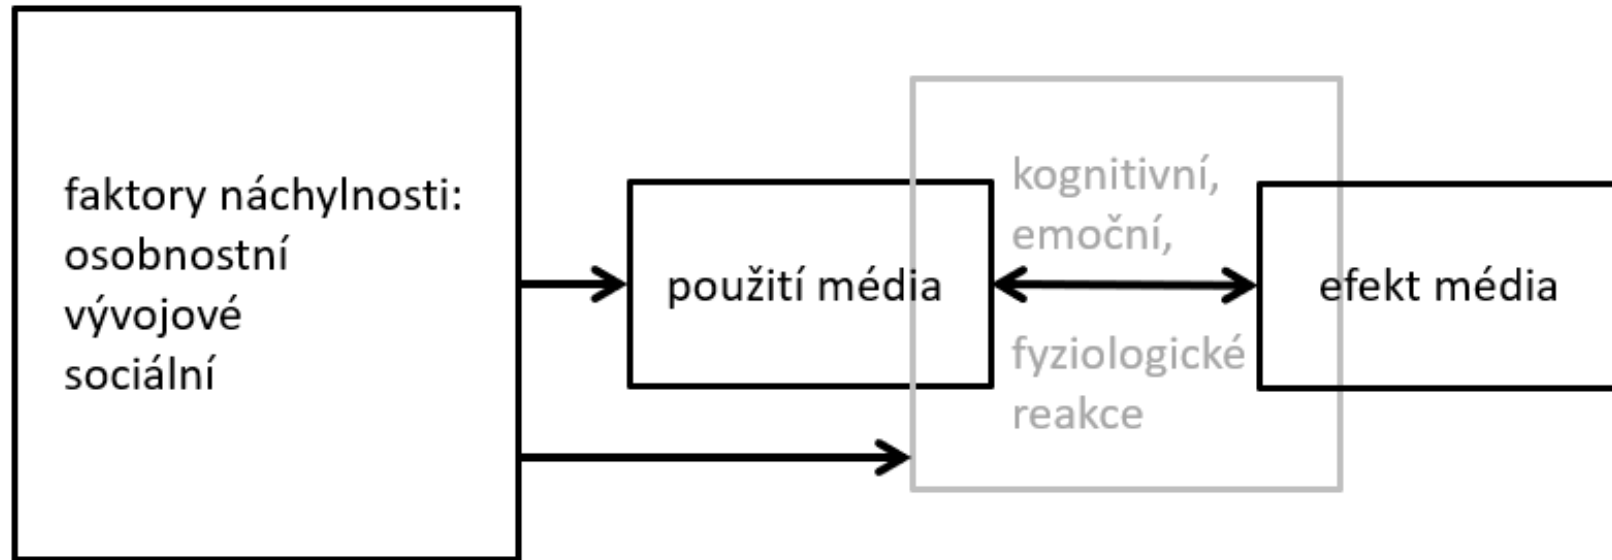 faktory náchylnosti:
osobnostní
vývojové
sociální
použití média
kognitivní,
emoční,
fyziologické
reakce
efekt média